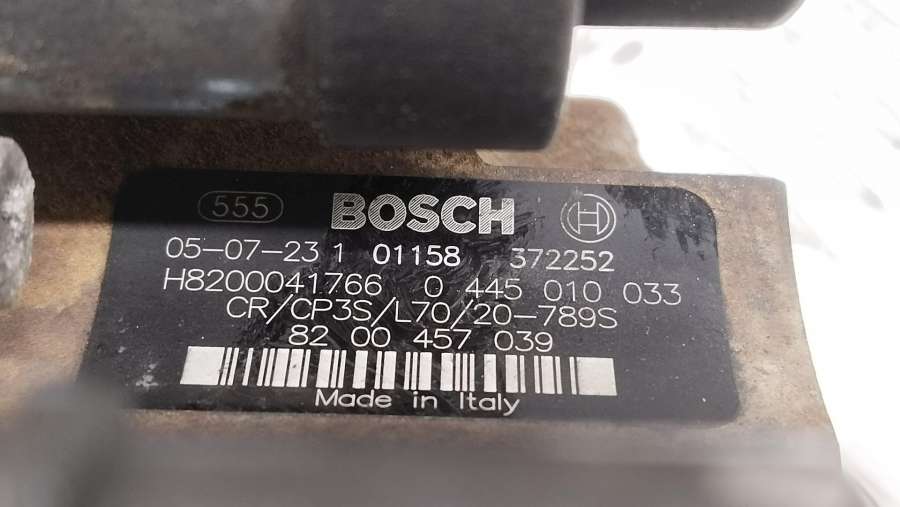 555 BOSCH H
05-07-23 1 01158 372252
H8200041766 0 445 010 033
CR/CP3S/L70/20-789S
82 00 457 039
Made in Italy